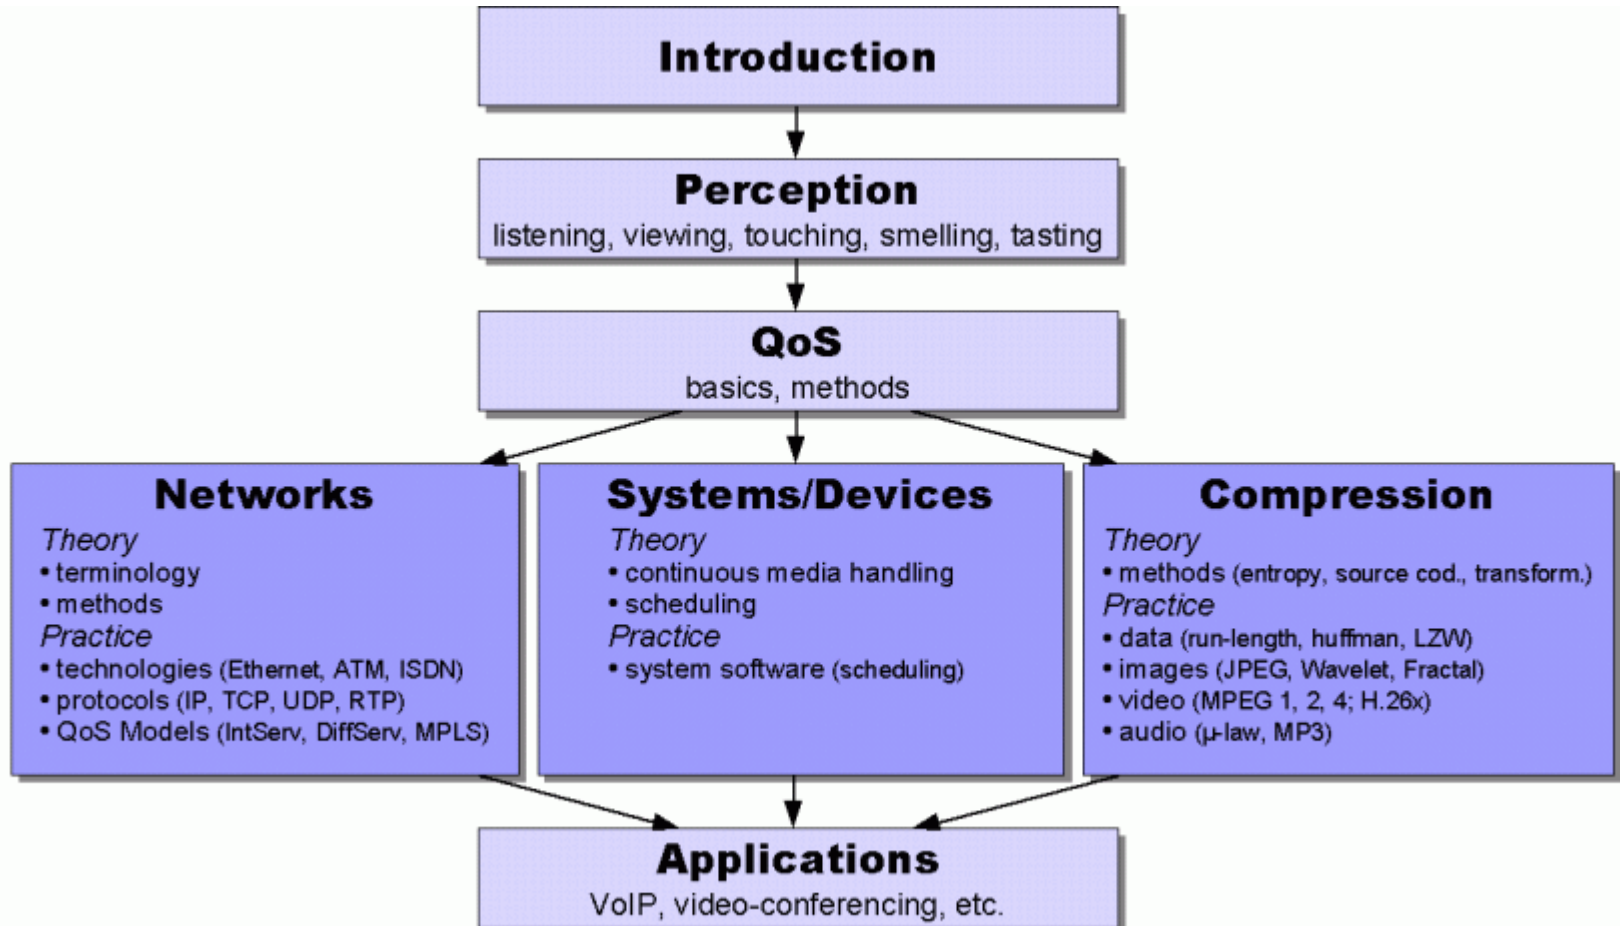 Introduction
Perception
listening, viewing, touching, smelling, tasting
QoS
basics, methods
Networks
Theory
• terminology
• methods
Practice
• technologies (Ethernet, ATM, ISDN)
• protocols (IP, TCP, UDP, RTP)
• QoS Models (IntServ, DiffServ, MPLS)
Systems/Devices
Theory
• continuous media handling
• scheduling
Practice
• system software (scheduling)
Compression
Theory
• methods (entropy, source cod., transform.)
Practice
• data (run-length, huffman, LZW)
• images (JPEG, Wavelet, Fractal)
• video (MPEG 1, 2, 4; H.26x)
• audio (µ-law, MP3)
Applications
VoIP, video-conferencing, etc.